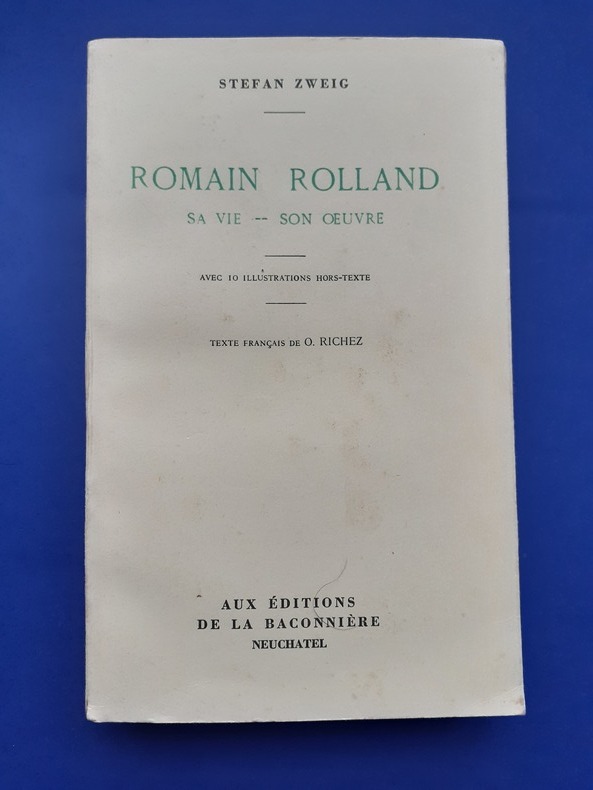 STEFAN ZWEIG
ROMAIN ROLLAND
SA VIE -- SON ŒUVRE
AVEC 10 ILLUSTRATIONS HORS-TEXTE
TEXTE FRANÇAIS DE O. RICHEZ
AUX ÉDITIONS
DE LA BACONNIÈRE
NEUCHATEL